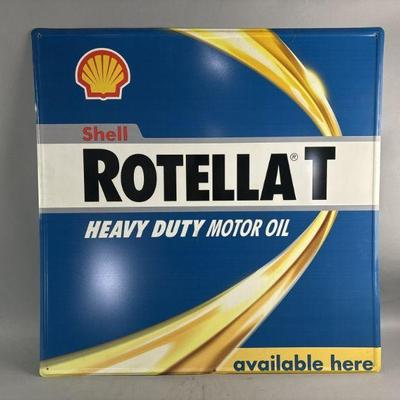 Shell
ROTELLA® T
HEAVY DUTY MOTOR OIL
available here